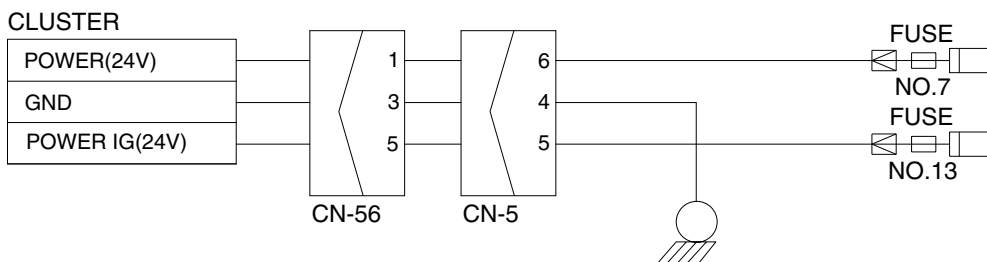 CLUSTER
FUSE
POWER(24V)
1
6
NO.7
GND
3
4
FUSE
POWER IG(24V)
5
5
NO.13
CN-56
CN-5